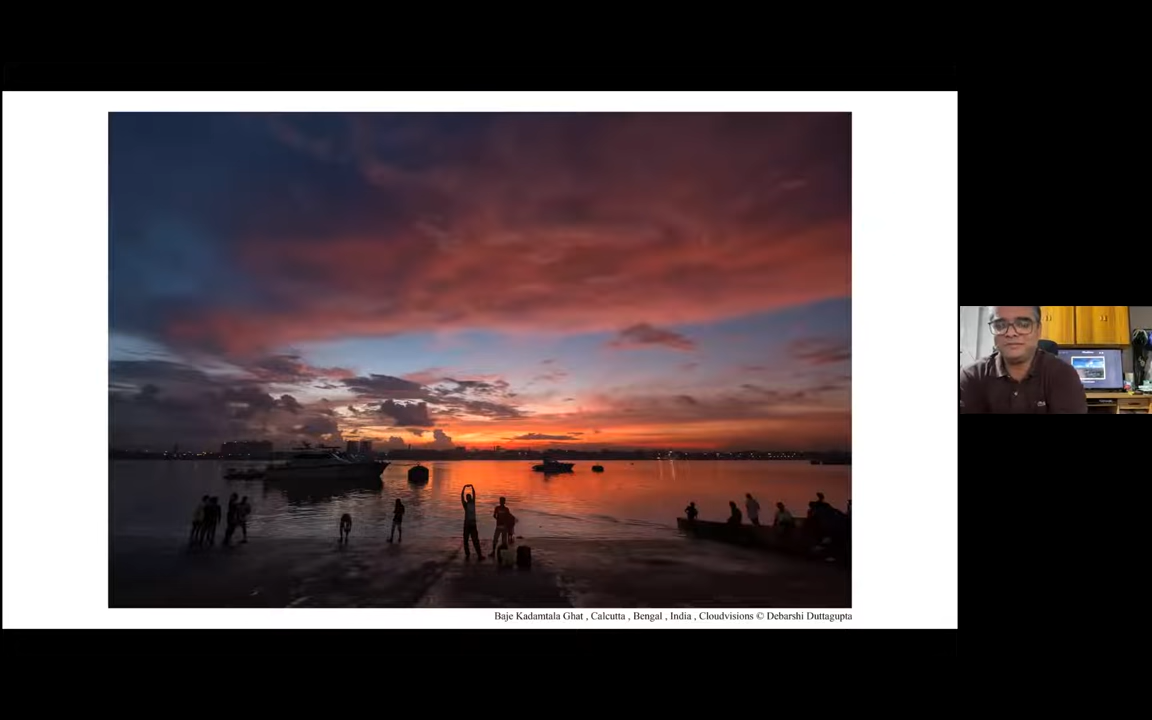 Baje Kadamtala Ghat , Calcutta , Bengal , India , Cloudvisions © Debarshi Duttagupta